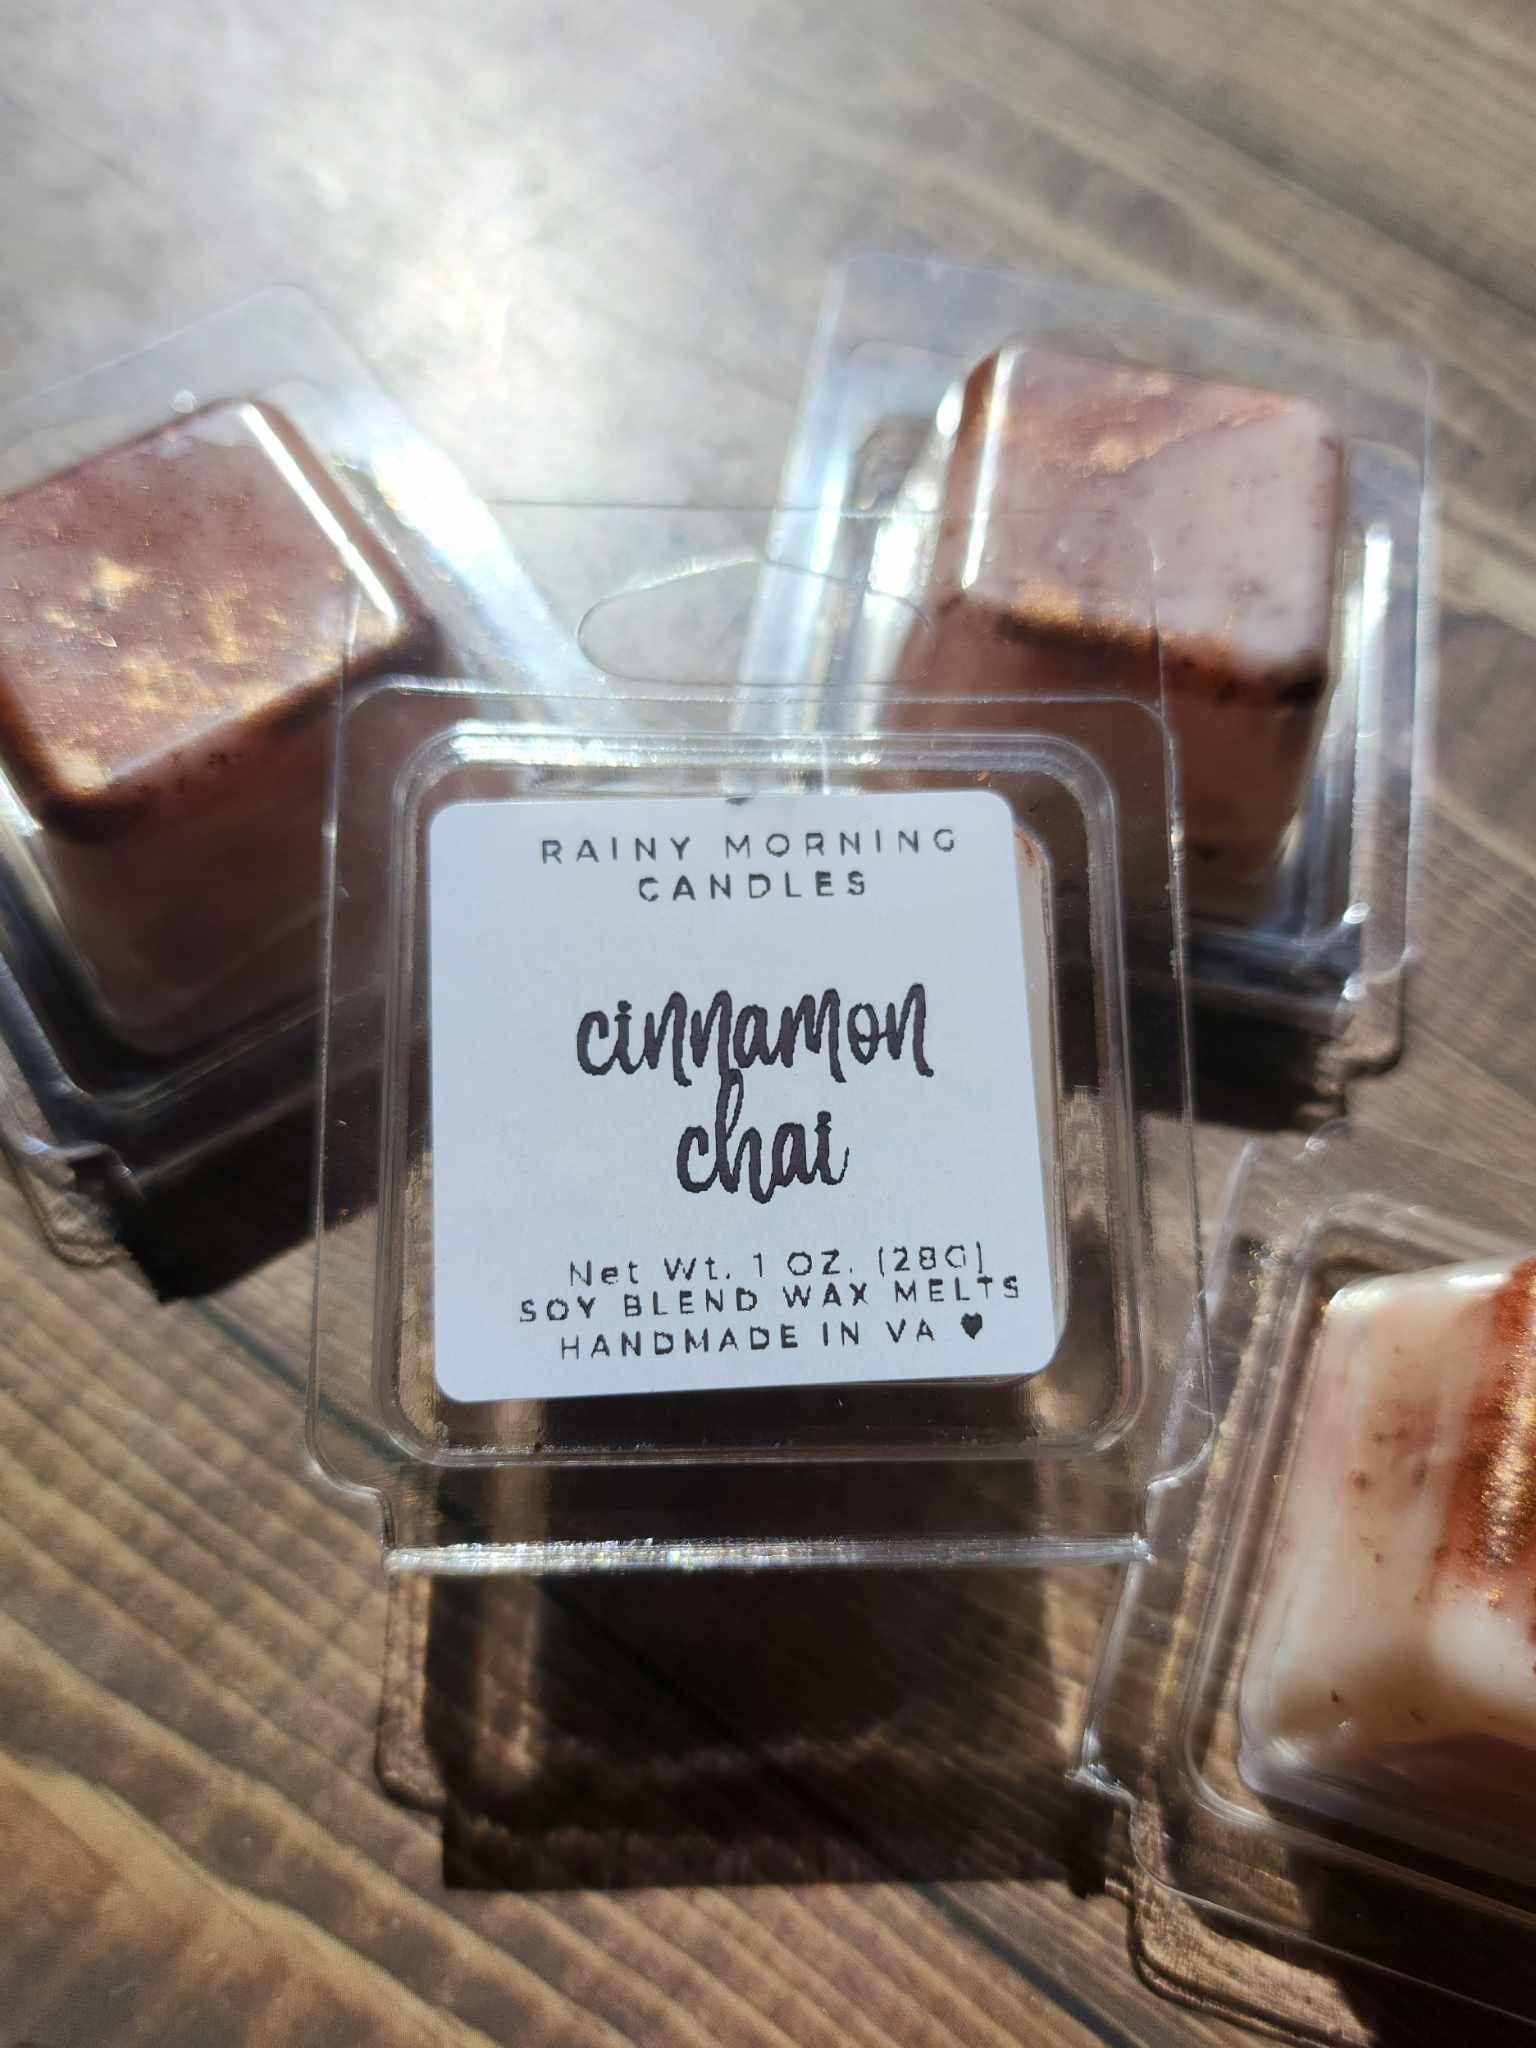 RAINY MORNING
CANDLES
cinnamon
chai
Net Wt. 1 OZ. (28G)
SOY BLEND WAX MELTS
HANDMADE IN VA ♥